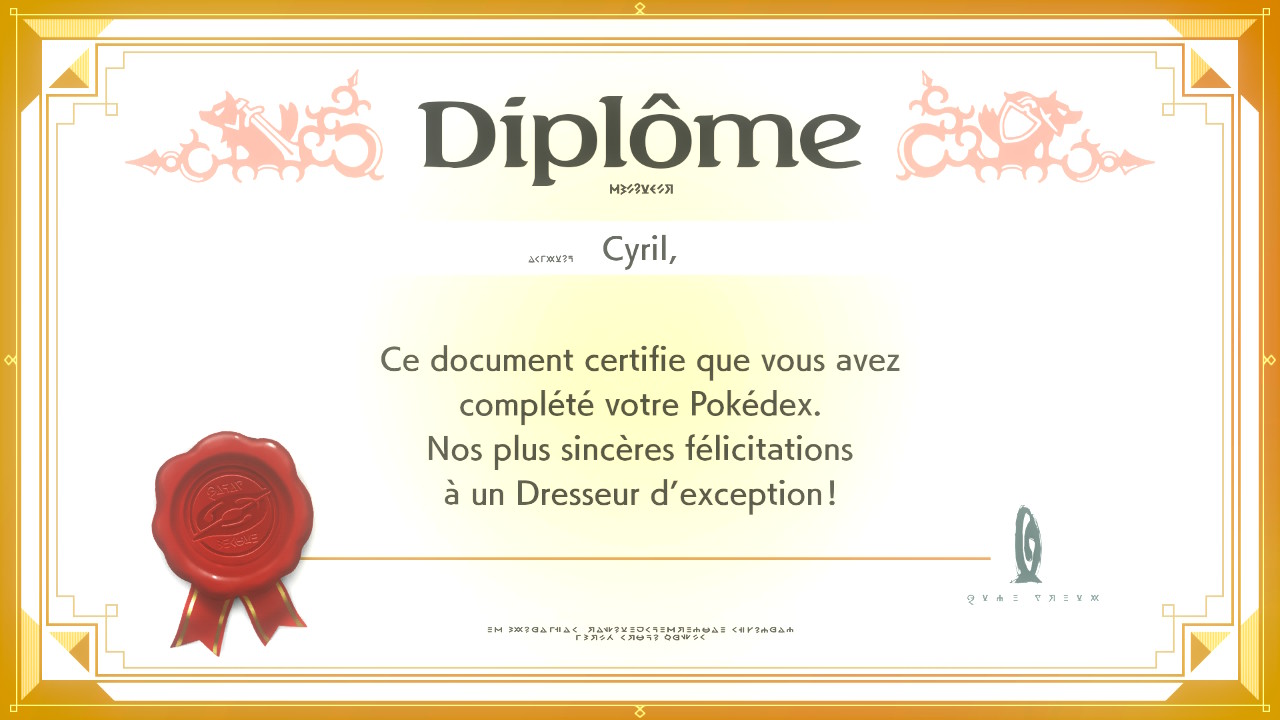 Diplôme
Cyril,
Ce document certifie que vous avez
complété votre Pokédex.
Nos plus sincères félicitations
à un Dresseur d’exception !